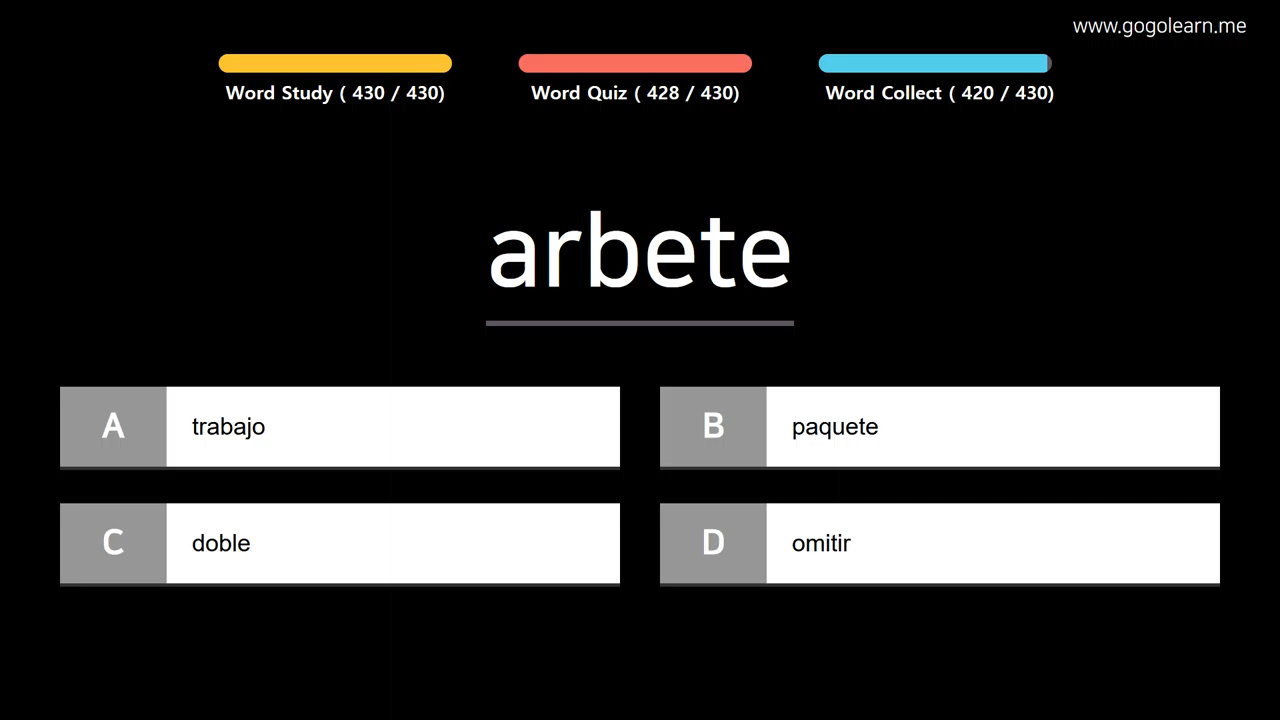 www.gogolearn.me
Word Study ( 430 / 430)
Word Quiz ( 428 / 430)
Word Collect ( 420 / 430)
arbete
A trabajo
B paquete
C doble
D omitir